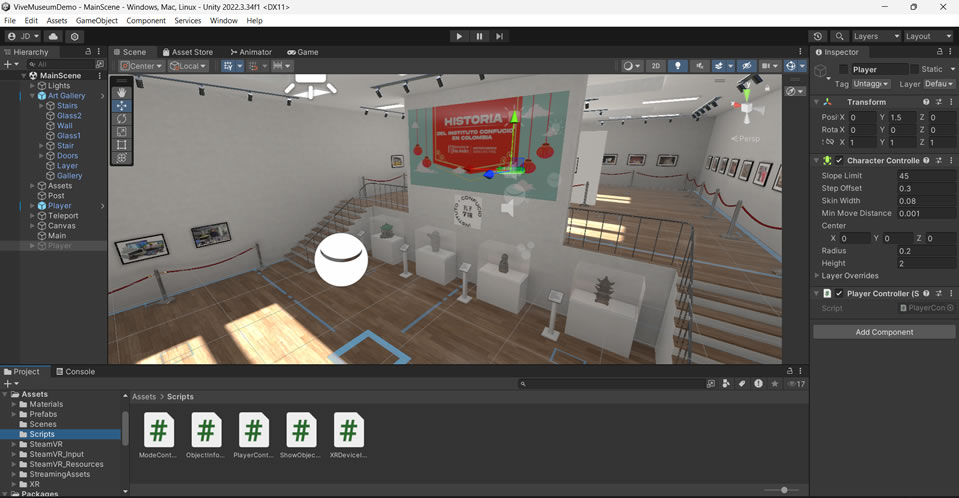 ViveMuseumDemo - MainScene - Windows, Mac, Linux - Unity 2022.3.34f1 <DX11>
File Edit Assets GameObject Component Services Window Help
JD
Layers Layout
Hierarchy
Scene Asset Store Animator Game
Inspector
All
Center Local
2D
MainScene
Lights
Art Gallery
Stairs
Glass2
Wall
Glass1
Stair
Doors
Layer
Gallery
Assets
Post
Player
Teleport
Canvas
Main
Player
HISTORIA
DEL INSTITUTO CONFUCIO
EN COLOMBIA
Persp
Player Static
Tag Untagge Layer Defau
Transform
Posi X 0 Y 1.5 Z 0
Rota X 0 Y 0 Z 0
X 1 Y 1 Z 1
Character Controlle
Slope Limit 45
Step Offset 0.3
Skin Width 0.08
Min Move Distance 0.001
Center
X 0 Y 0 Z 0
Radius 0.2
Height 2
Layer Overrides
Player Controller (S
Script PlayerCon
Add Component
Project Console
17
Assets
Materials
Prefabs
Scenes
Scripts
SteamVR
SteamVR_Input
SteamVR_Resources
StreamingAssets
XR
Packages
Assets > Scripts
ModeCont... ObjectInfo... PlayerCont... ShowObjec... XRDeviceI...